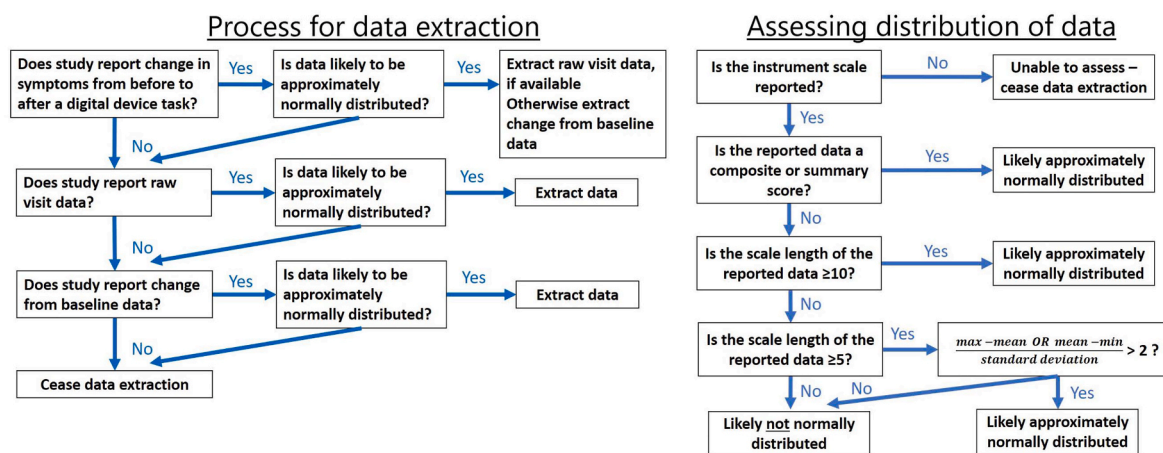 Process for data extraction
Does study report change in
symptoms from before to
after a digital device task?
Yes
Is data likely to be
approximately
normally distributed?
Yes
Extract raw visit data,
if available
Otherwise extract
change from baseline
data
No
Does study report raw
visit data?
Yes
Is data likely to be
approximately
normally distributed?
Yes
Extract data
No
Does study report change
from baseline data?
Yes
Is data likely to be
approximately
normally distributed?
Yes
Extract data
No
Cease data extraction
Assessing distribution of data
Is the instrument scale
reported?
No
Unable to assess –
cease data extraction
Yes
Is the reported data a
composite or summary
score?
Yes
Likely approximately
normally distributed
No
Is the scale length of the
reported data ≥10?
Yes
Likely approximately
normally distributed
No
Is the scale length of the
reported data ≥5?
Yes
max –mean OR mean –min
standard deviation
> 2 ?
No
No
Yes
Likely not normally
distributed
Likely approximately
normally distributed